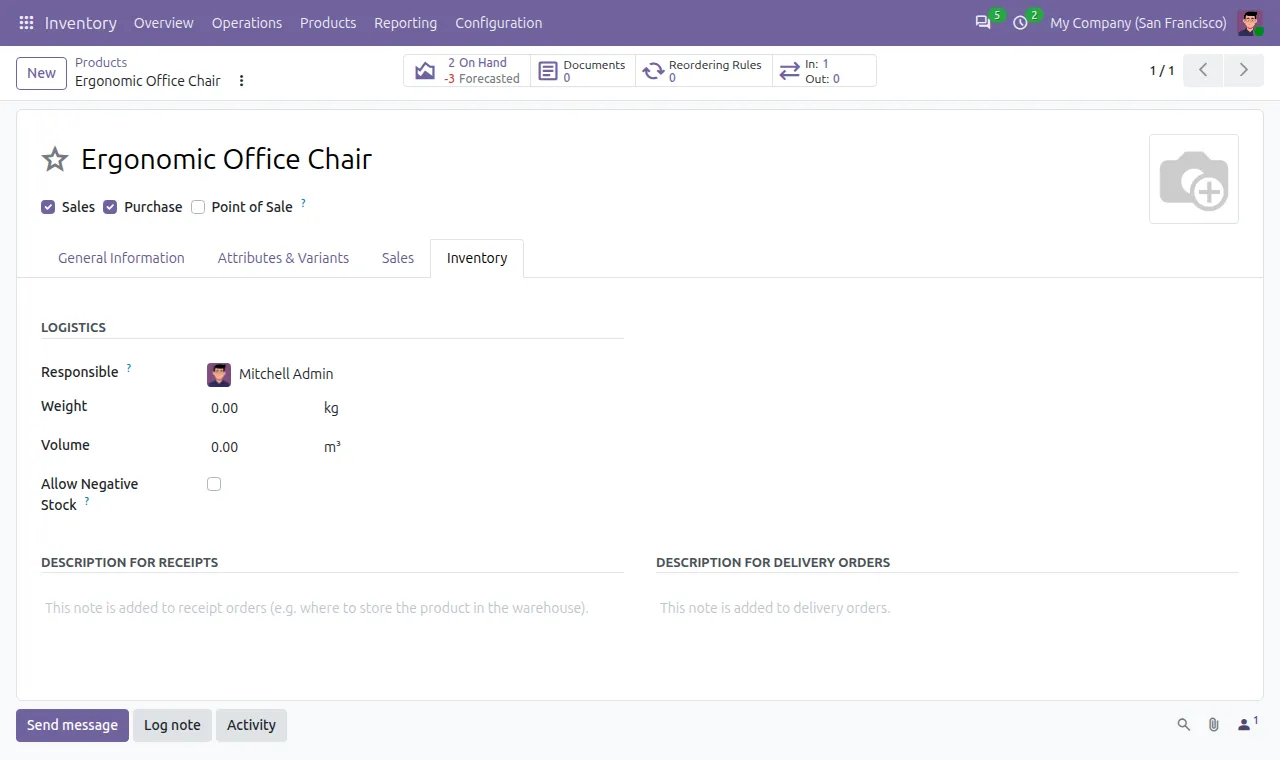 Inventory Overview Operations Products Reporting Configuration 5 2 My Company (San Francisco)
New Products
Ergonomic Office Chair
2 On Hand
-3 Forecasted
Documents
0
Reordering Rules
0
In: 1
Out: 0
1 / 1
Ergonomic Office Chair
Sales Purchase Point of Sale ?
General Information Attributes & Variants Sales Inventory
LOGISTICS
Responsible ? Mitchell Admin
Weight 0.00 kg
Volume 0.00 m³
Allow Negative
Stock ?
DESCRIPTION FOR RECEIPTS
This note is added to receipt orders (e.g. where to store the product in the warehouse).
DESCRIPTION FOR DELIVERY ORDERS
This note is added to delivery orders.
Send message Log note Activity 1